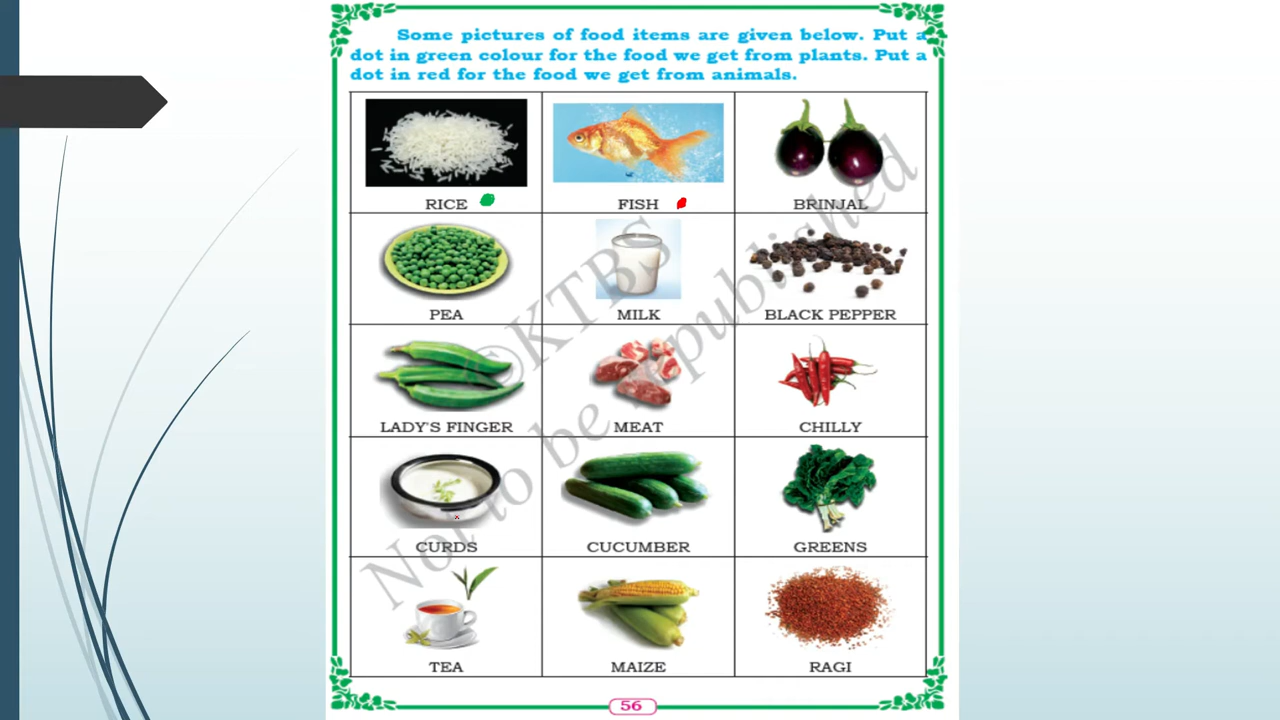 Some pictures of food items are given below. Put a
dot in green colour for the food we get from plants. Put a
dot in red for the food we get from animals.
RICE
FISH
BRINJAL
PEA
MILK
BLACK PEPPER
LADY'S FINGER
MEAT
CHILLY
CURDS
CUCUMBER
GREENS
TEA
MAIZE
RAGI
©KTBS
Not to be republished
56